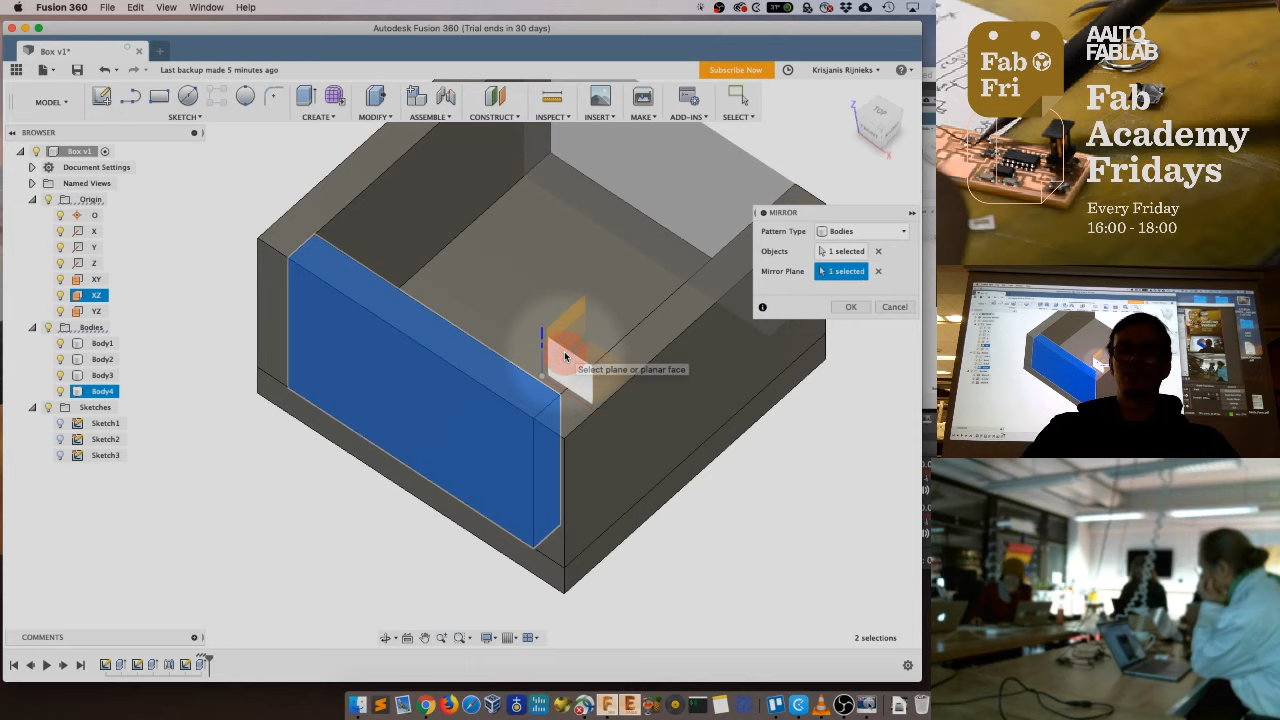 Fusion 360 File Edit View Window Help
31°
Autodesk Fusion 360 (Trial ends in 30 days)
Box v1*
Last backup made 5 minutes ago
Subscribe Now
Krisjanis Rijnieks
MODEL
SKETCH
CREATE
MODIFY
ASSEMBLE
CONSTRUCT
INSPECT
INSERT
MAKE
ADD-INS
SELECT
BROWSER
Box v1
Document Settings
Named Views
Origin
O
X
Y
Z
XY
XZ
YZ
Bodies
Body1
Body2
Body3
Body4
Sketches
Sketch1
Sketch2
Sketch3
Z
TOP
X
MIRROR
Pattern Type Bodies
Objects 1 selected
Mirror Plane 1 selected
OK Cancel
Select plane or planar face
COMMENTS
2 selections
Fab
Fri
AALTO
FABLAB
Fab
Academy
Fridays
Every Friday
16:00 - 18:00